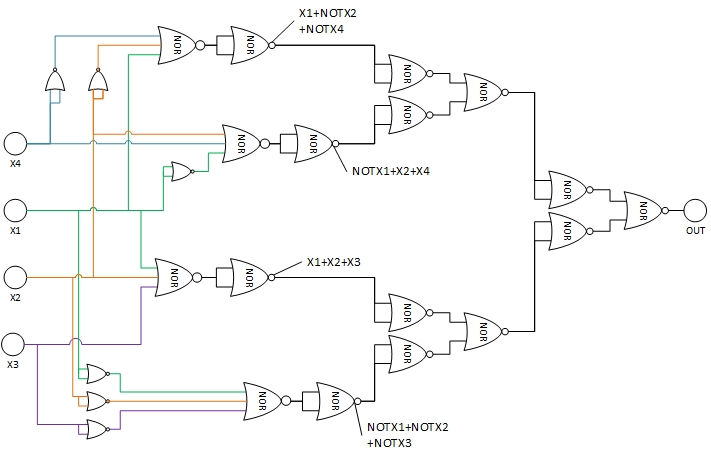 X1+NOTX2
+NOTX4
NOR
NOR
NOR
NOR
NOR
X4
NOR
NOR
NOTX1+X2+X4
X1
NOR
NOR
NOR
OUT
X1+X2+X3
X2
NOR
NOR
NOR
NOR
NOR
X3
NOR
NOR
NOTX1+NOTX2
+NOTX3